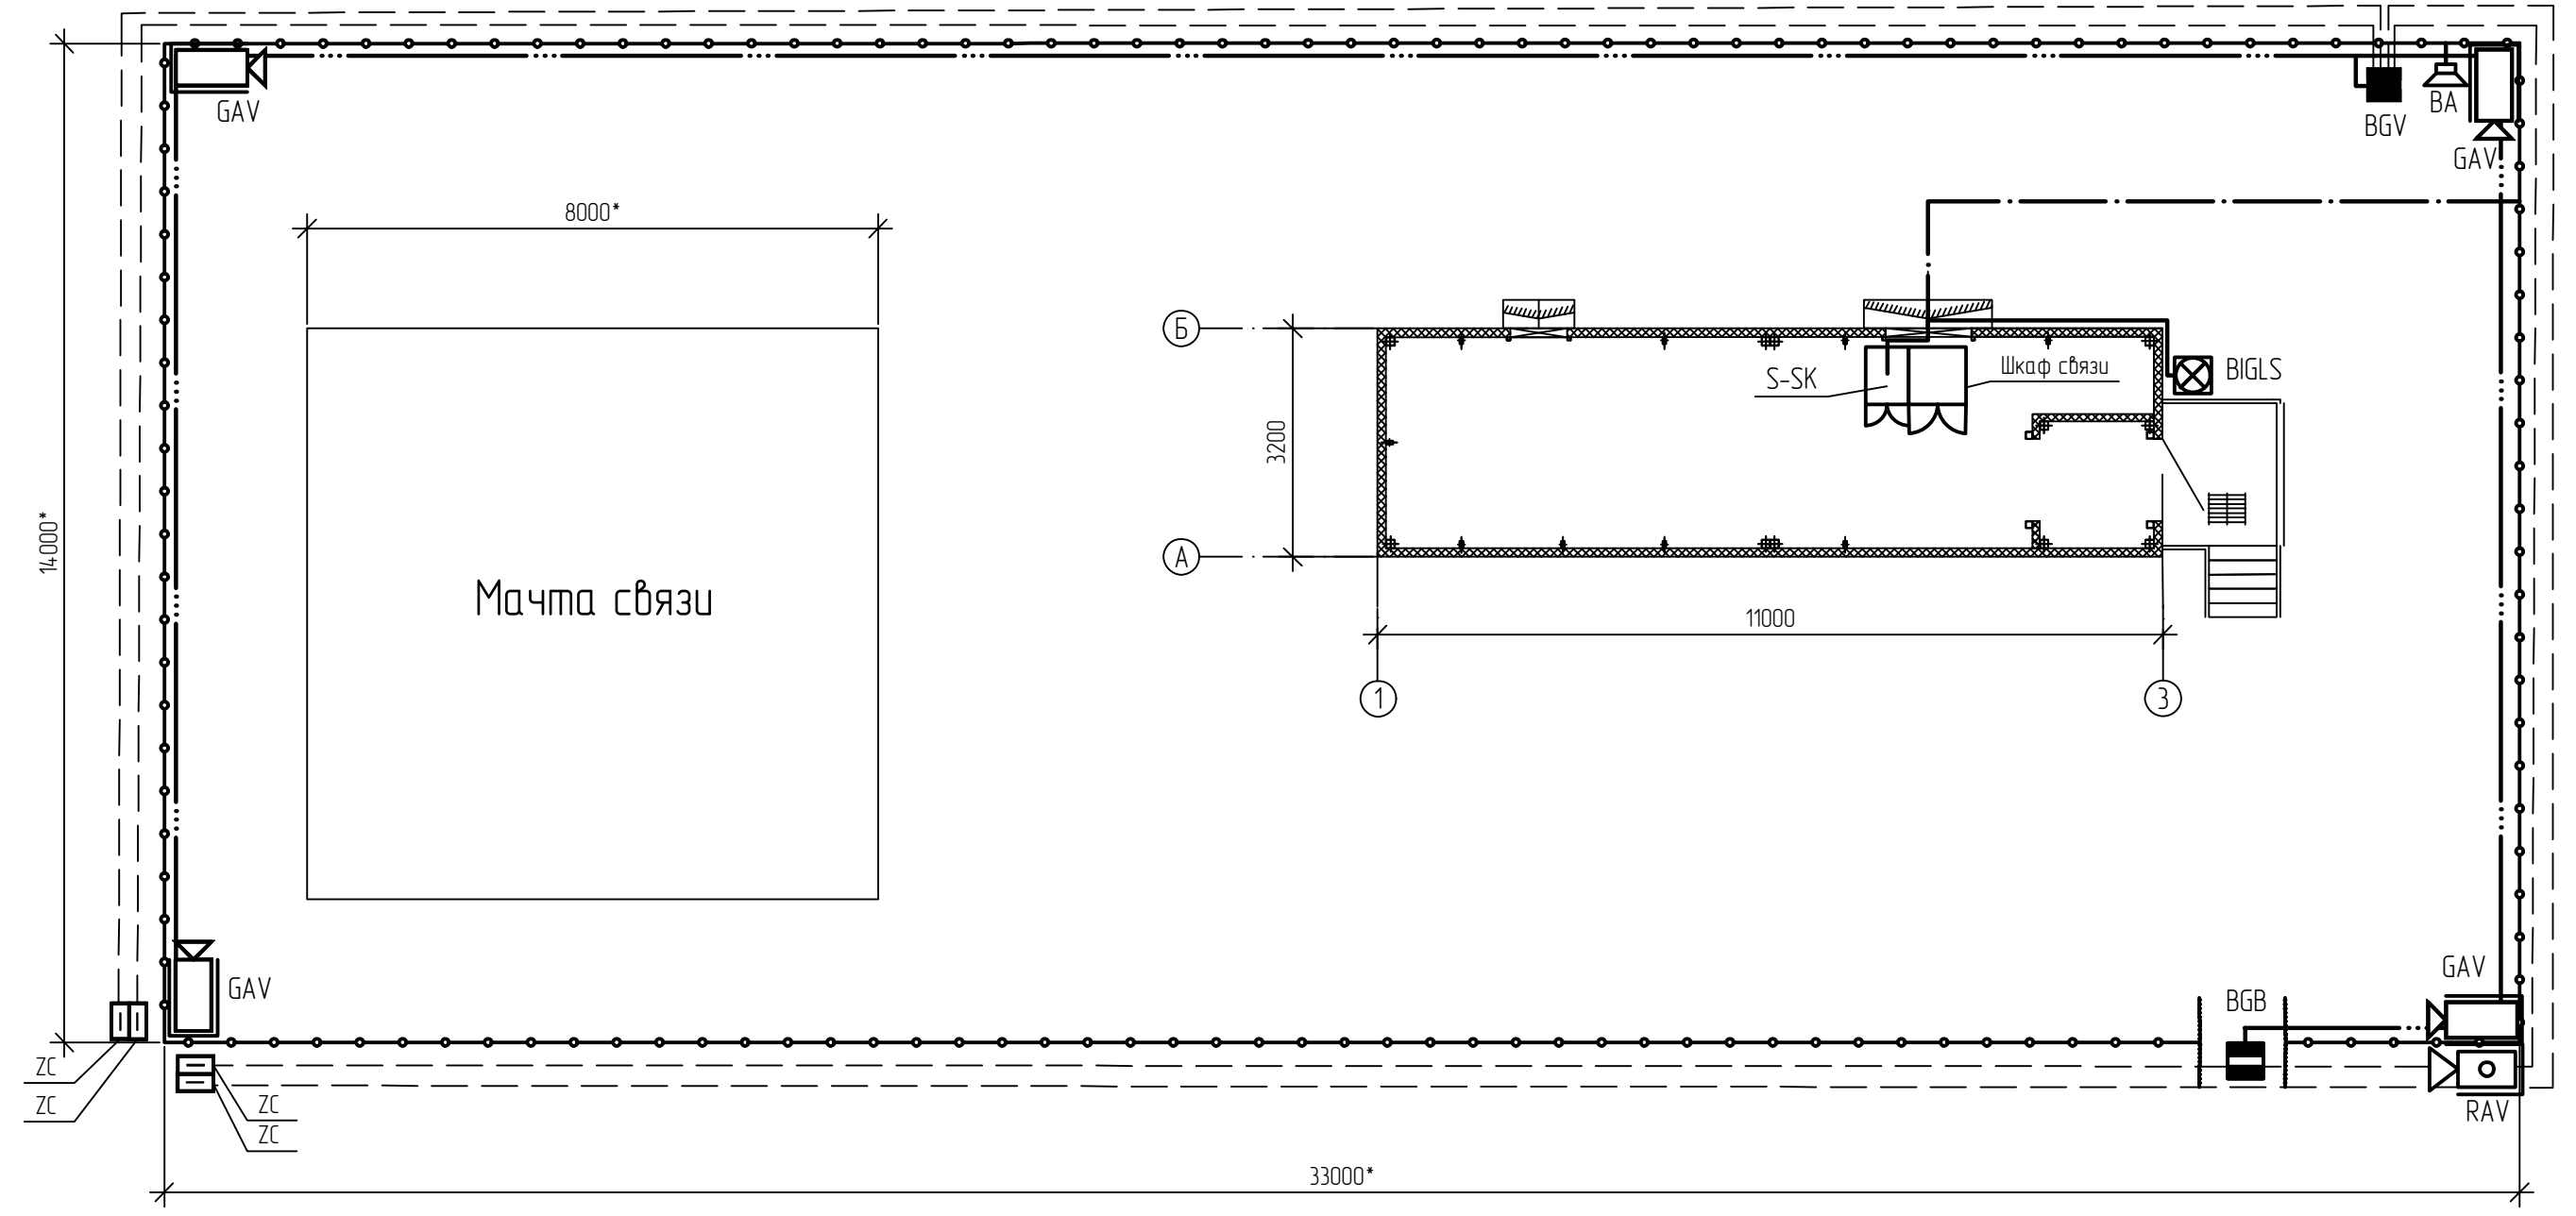 GAV
BGV
BA
GAV
8000*
Б
S-SK
Шкаф связи
BIGLS
3200
14000*
А
Мачта связи
11000
1
3
GAV
GAV
BGB
ZC
ZC
ZC
ZC
RAV
33000*